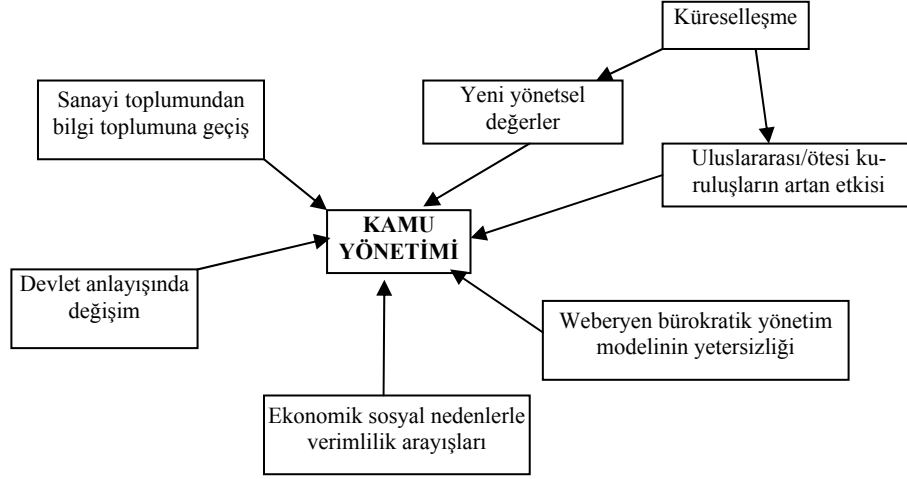 Küreselleşme
Sanayi toplumundan
bilgi toplumuna geçiş
Yeni yönetsel
değerler
Uluslararası/ötesi ku-
ruluşların artan etkisi
KAMU
YÖNETİMİ
Devlet anlayışında
değişim
Weberyen bürokratik yönetim
modelinin yetersizliği
Ekonomik sosyal nedenlerle
verimlilik arayışları